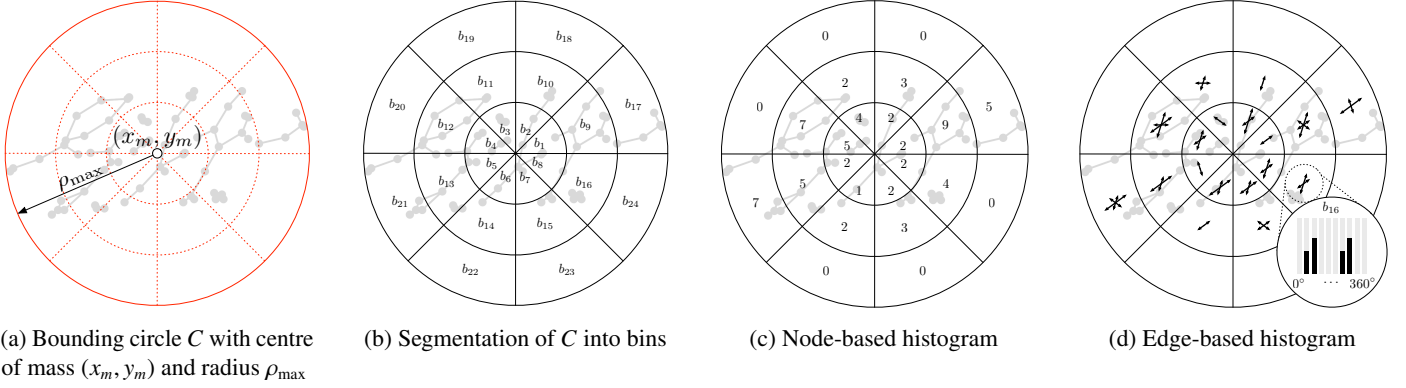 (x_m, y_m)
ρ_max
b_19 b_18
b_11 b_10
b_20 b_17
b_12 b_3 b_2 b_9
b_4 b_1
b_5 b_8
b_13 b_6 b_7 b_16
b_21 b_24
b_14 b_15
b_22 b_23
0 0
2 3
0 5
7 4 2 9
5 2
2 2
5 1 2 4
7 0
2 3
0 0
b_16
0° ⋯ 360°
(a) Bounding circle C with centre
of mass (x_m, y_m) and radius ρ_max
(b) Segmentation of C into bins
(c) Node-based histogram
(d) Edge-based histogram